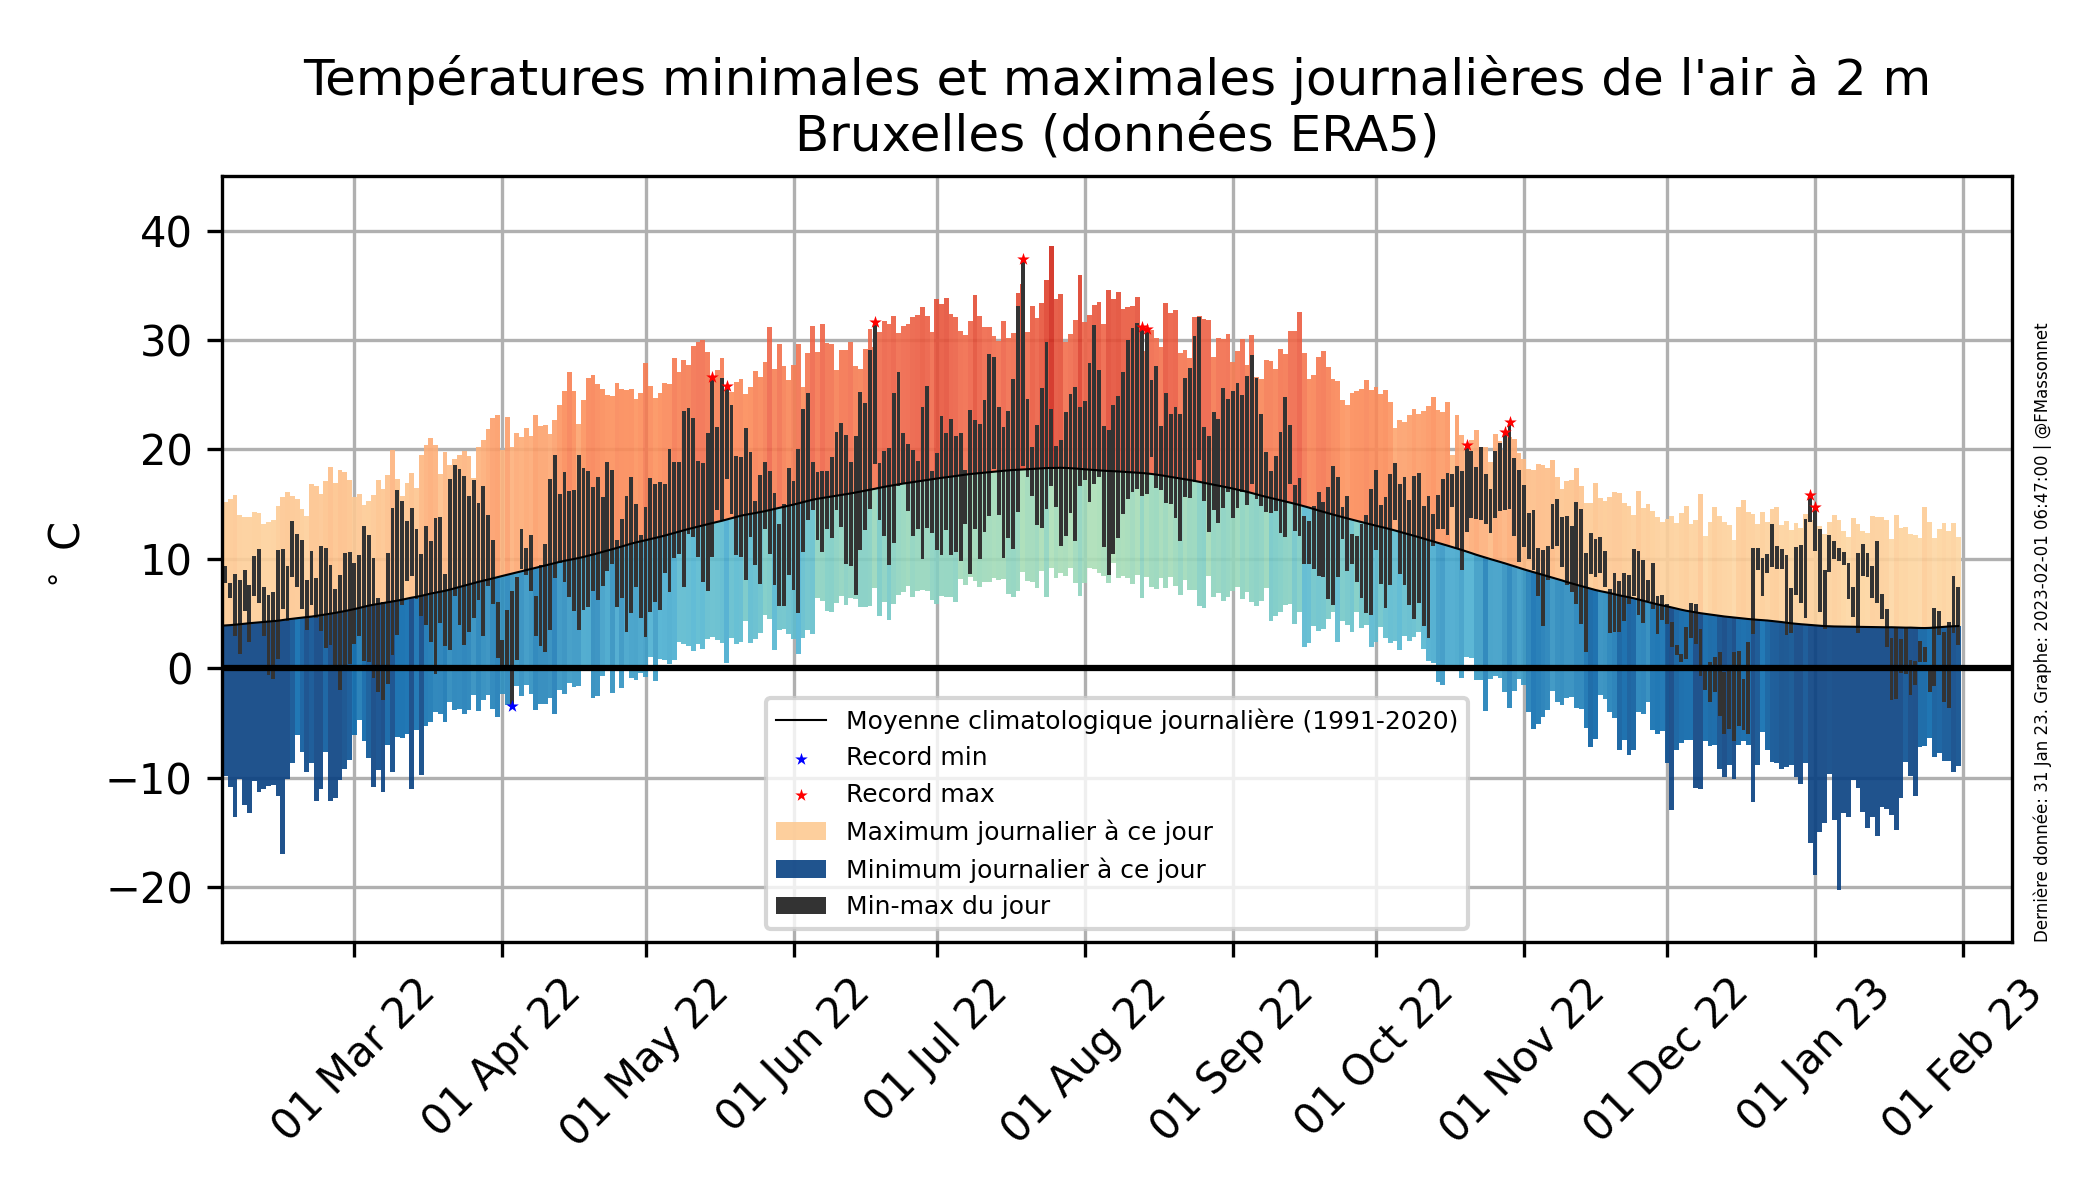 Températures minimales et maximales journalières de l'air à 2 m
Bruxelles (données ERA5)
° C
40
30
20
10
0
−10
−20
Moyenne climatologique journalière (1991-2020)
Record min
Record max
Maximum journalier à ce jour
Minimum journalier à ce jour
Min-max du jour
01 Mar 22
01 Apr 22
01 May 22
01 Jun 22
01 Jul 22
01 Aug 22
01 Sep 22
01 Oct 22
01 Nov 22
01 Dec 22
01 Jan 23
01 Feb 23
Dernière donnée: 31 Jan 23. Graphe: 2023-02-01 06:47:00 | @FMassonnet